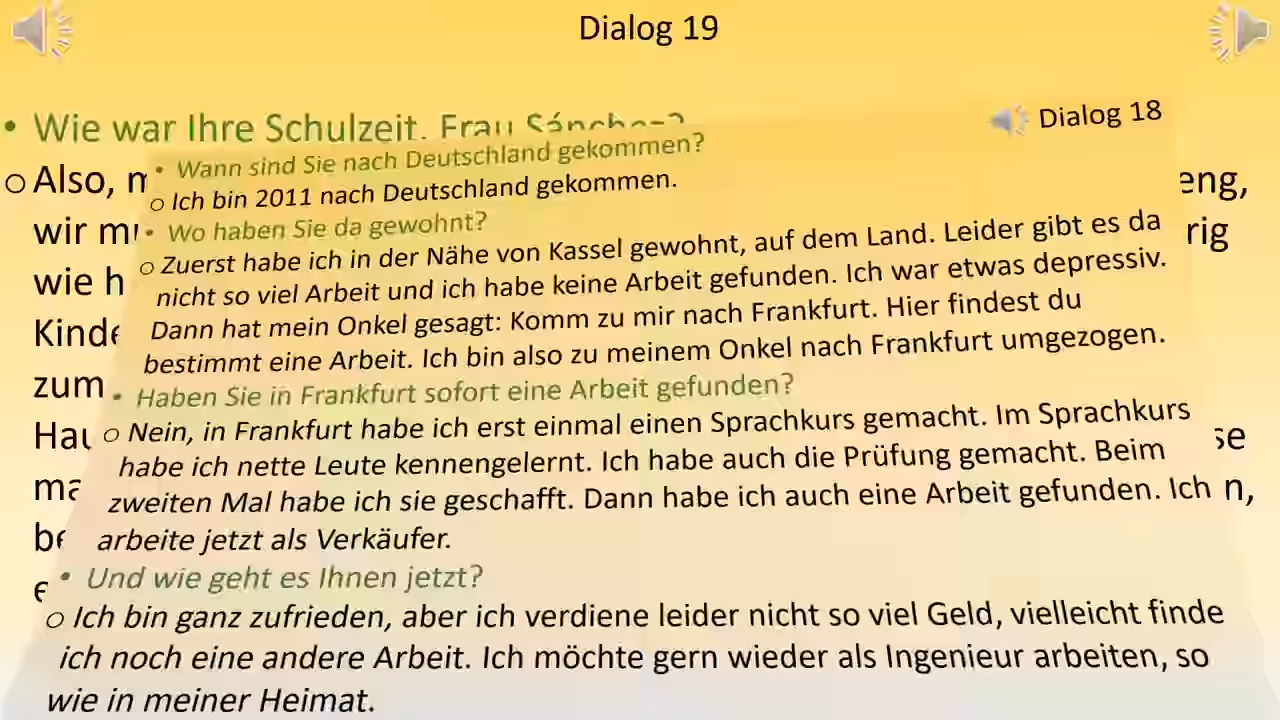 Dialog 19
Wie war Ihre Schulzeit, Frau Sánchez?
Dialog 18
Wann sind Sie nach Deutschland gekommen?
Also,
Ich bin 2011 nach Deutschland gekommen.
wir
Wo haben Sie da gewohnt?
wie
Zuerst habe ich in der Nähe von Kassel gewohnt, auf dem Land. Leider gibt es da
nicht so viel Arbeit und ich habe keine Arbeit gefunden. Ich war etwas depressiv.
Dann hat mein Onkel gesagt: Komm zu mir nach Frankfurt. Hier findest du
bestimmt eine Arbeit. Ich bin also zu meinem Onkel nach Frankfurt umgezogen.
zum
Haben Sie in Frankfurt sofort eine Arbeit gefunden?
Nein, in Frankfurt habe ich erst einmal einen Sprachkurs gemacht. Im Sprachkurs
habe ich nette Leute kennengelernt. Ich habe auch die Prüfung gemacht. Beim
zweiten Mal habe ich sie geschafft. Dann habe ich auch eine Arbeit gefunden. Ich
arbeite jetzt als Verkäufer.
Und wie geht es Ihnen jetzt?
Ich bin ganz zufrieden, aber ich verdiene leider nicht so viel Geld, vielleicht finde
ich noch eine andere Arbeit. Ich möchte gern wieder als Ingenieur arbeiten, so
wie in meiner Heimat.